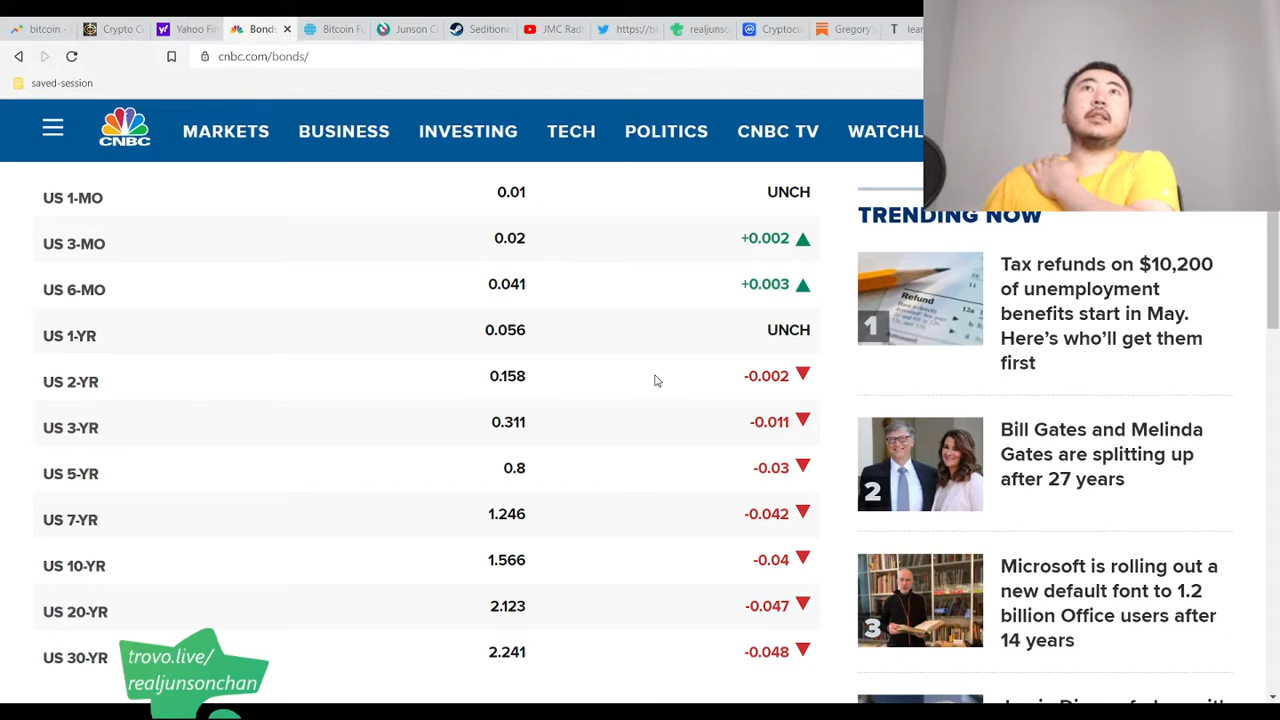 bitcoin
Crypto Co
Yahoo Fi
Bonds
Bitcoin Fu
Junson C
Seditioni
JMC Rad
https://tw
realjunso
Cryptocu
Gregory's
lear
cnbc.com/bonds/
saved-session
CNBC
MARKETS
BUSINESS
INVESTING
TECH
POLITICS
CNBC TV
WATCHL
US 1-MO 0.01 UNCH
US 3-MO 0.02 +0.002
US 6-MO 0.041 +0.003
US 1-YR 0.056 UNCH
US 2-YR 0.158 -0.002
US 3-YR 0.311 -0.011
US 5-YR 0.8 -0.03
US 7-YR 1.246 -0.042
US 10-YR 1.566 -0.04
US 20-YR 2.123 -0.047
US 30-YR 2.241 -0.048
trovo.live/
realjunsonchan
TRENDING NOW
Refund
1
Tax refunds on $10,200
of unemployment
benefits start in May.
Here's who'll get them
first
2
Bill Gates and Melinda
Gates are splitting up
after 27 years
3
Microsoft is rolling out a
new default font to 1.2
billion Office users after
14 years